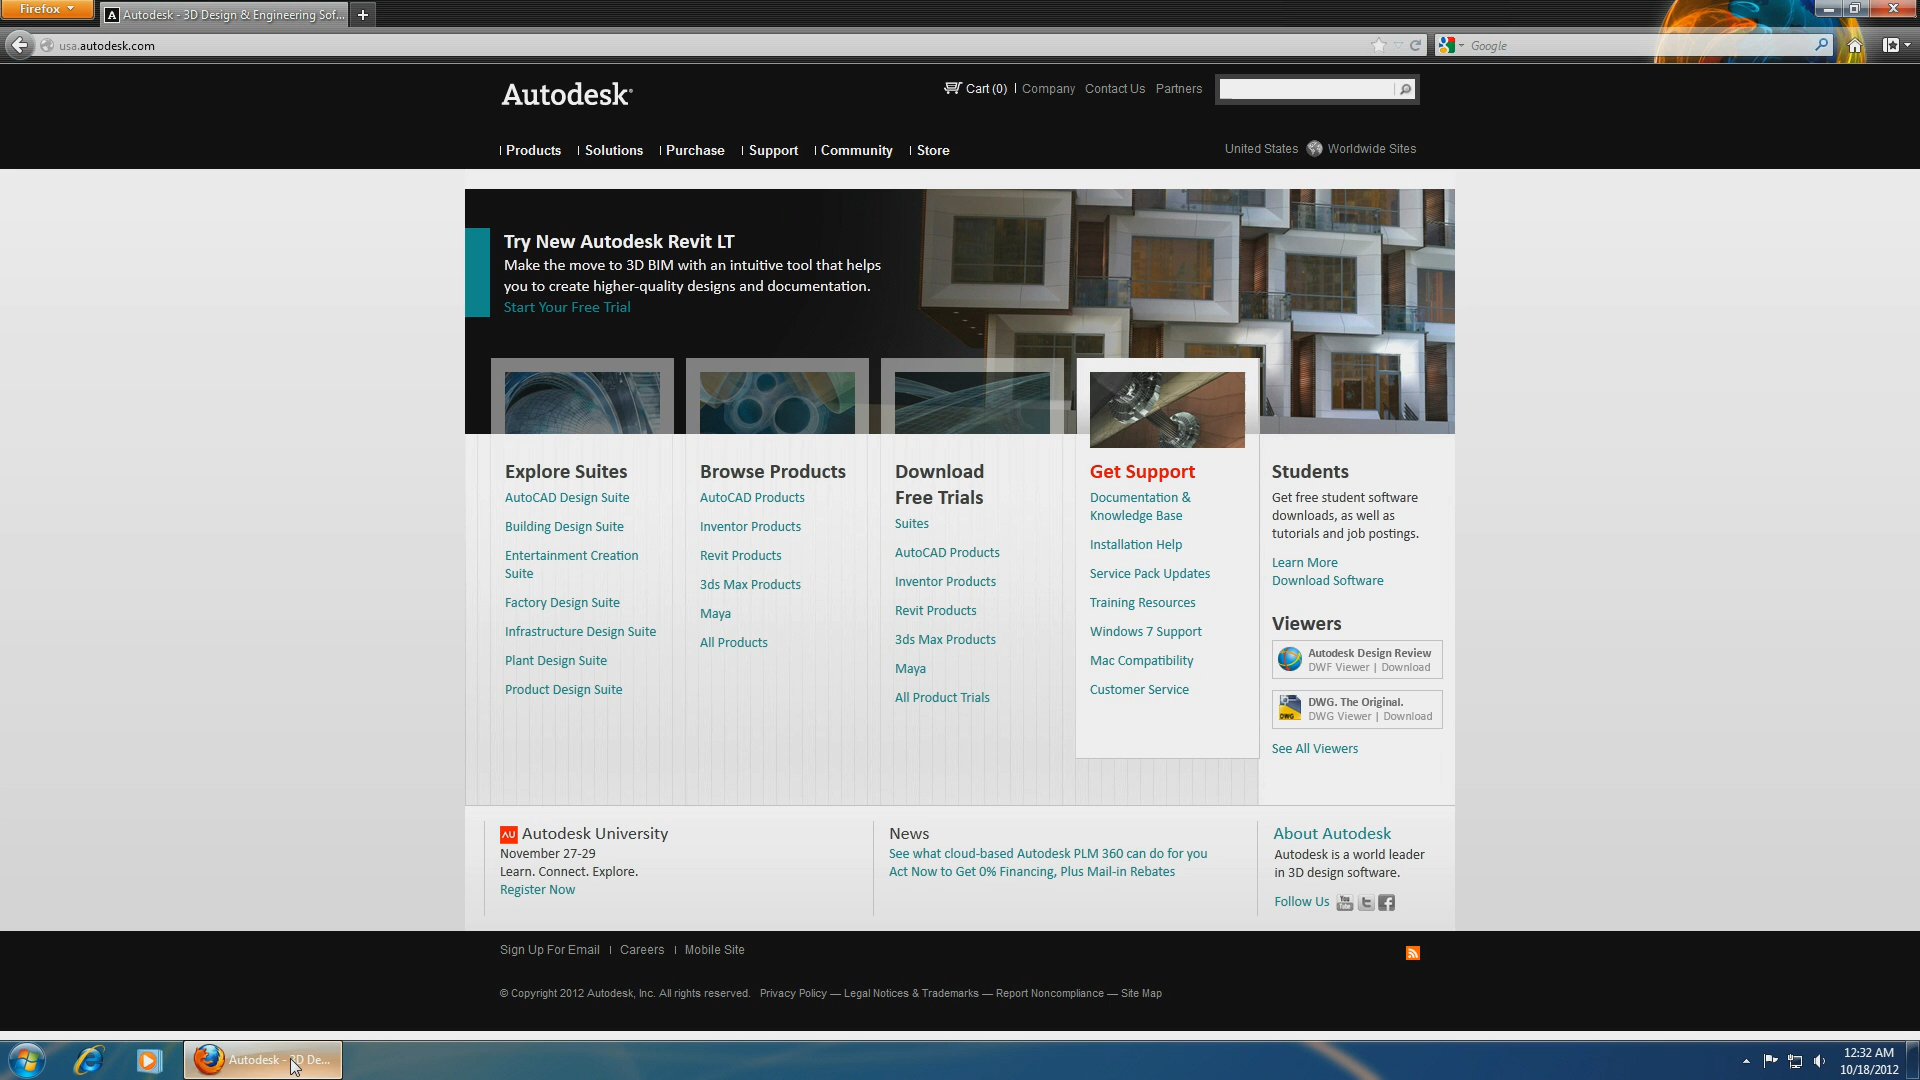 Firefox
Autodesk - 3D Design & Engineering Sof...
usa.autodesk.com
Google
Autodesk
Cart (0) | Company Contact Us Partners
Products Solutions Purchase Support Community Store
United States Worldwide Sites
Try New Autodesk Revit LT
Make the move to 3D BIM with an intuitive tool that helps
you to create higher-quality designs and documentation.
Start Your Free Trial
Explore Suites
AutoCAD Design Suite
Building Design Suite
Entertainment Creation
Suite
Factory Design Suite
Infrastructure Design Suite
Plant Design Suite
Product Design Suite
Browse Products
AutoCAD Products
Inventor Products
Revit Products
3ds Max Products
Maya
All Products
Download
Free Trials
Suites
AutoCAD Products
Inventor Products
Revit Products
3ds Max Products
Maya
All Product Trials
Get Support
Documentation &
Knowledge Base
Installation Help
Service Pack Updates
Training Resources
Windows 7 Support
Mac Compatibility
Customer Service
Students
Get free student software
downloads, as well as
tutorials and job postings.
Learn More
Download Software
Viewers
Autodesk Design Review
DWF Viewer | Download
DWG
DWG. The Original.
DWG Viewer | Download
See All Viewers
AU Autodesk University
November 27-29
Learn. Connect. Explore.
Register Now
News
See what cloud-based Autodesk PLM 360 can do for you
Act Now to Get 0% Financing, Plus Mail-in Rebates
About Autodesk
Autodesk is a world leader
in 3D design software.
Follow Us You Tube t f
Sign Up For Email | Careers | Mobile Site
© Copyright 2012 Autodesk, Inc. All rights reserved. Privacy Policy — Legal Notices & Trademarks — Report Noncompliance — Site Map
Autodesk - 3D De...
12:32 AM
10/18/2012